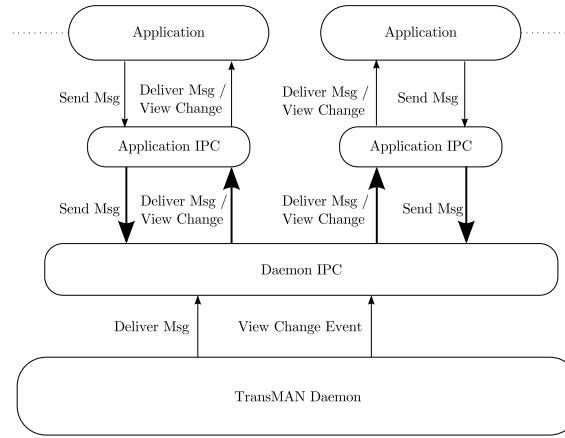 Application
Application
Send Msg
Deliver Msg /
View Change
Deliver Msg /
View Change
Send Msg
Application IPC
Application IPC
Send Msg
Deliver Msg /
View Change
Deliver Msg /
View Change
Send Msg
Daemon IPC
Deliver Msg
View Change Event
TransMAN Daemon